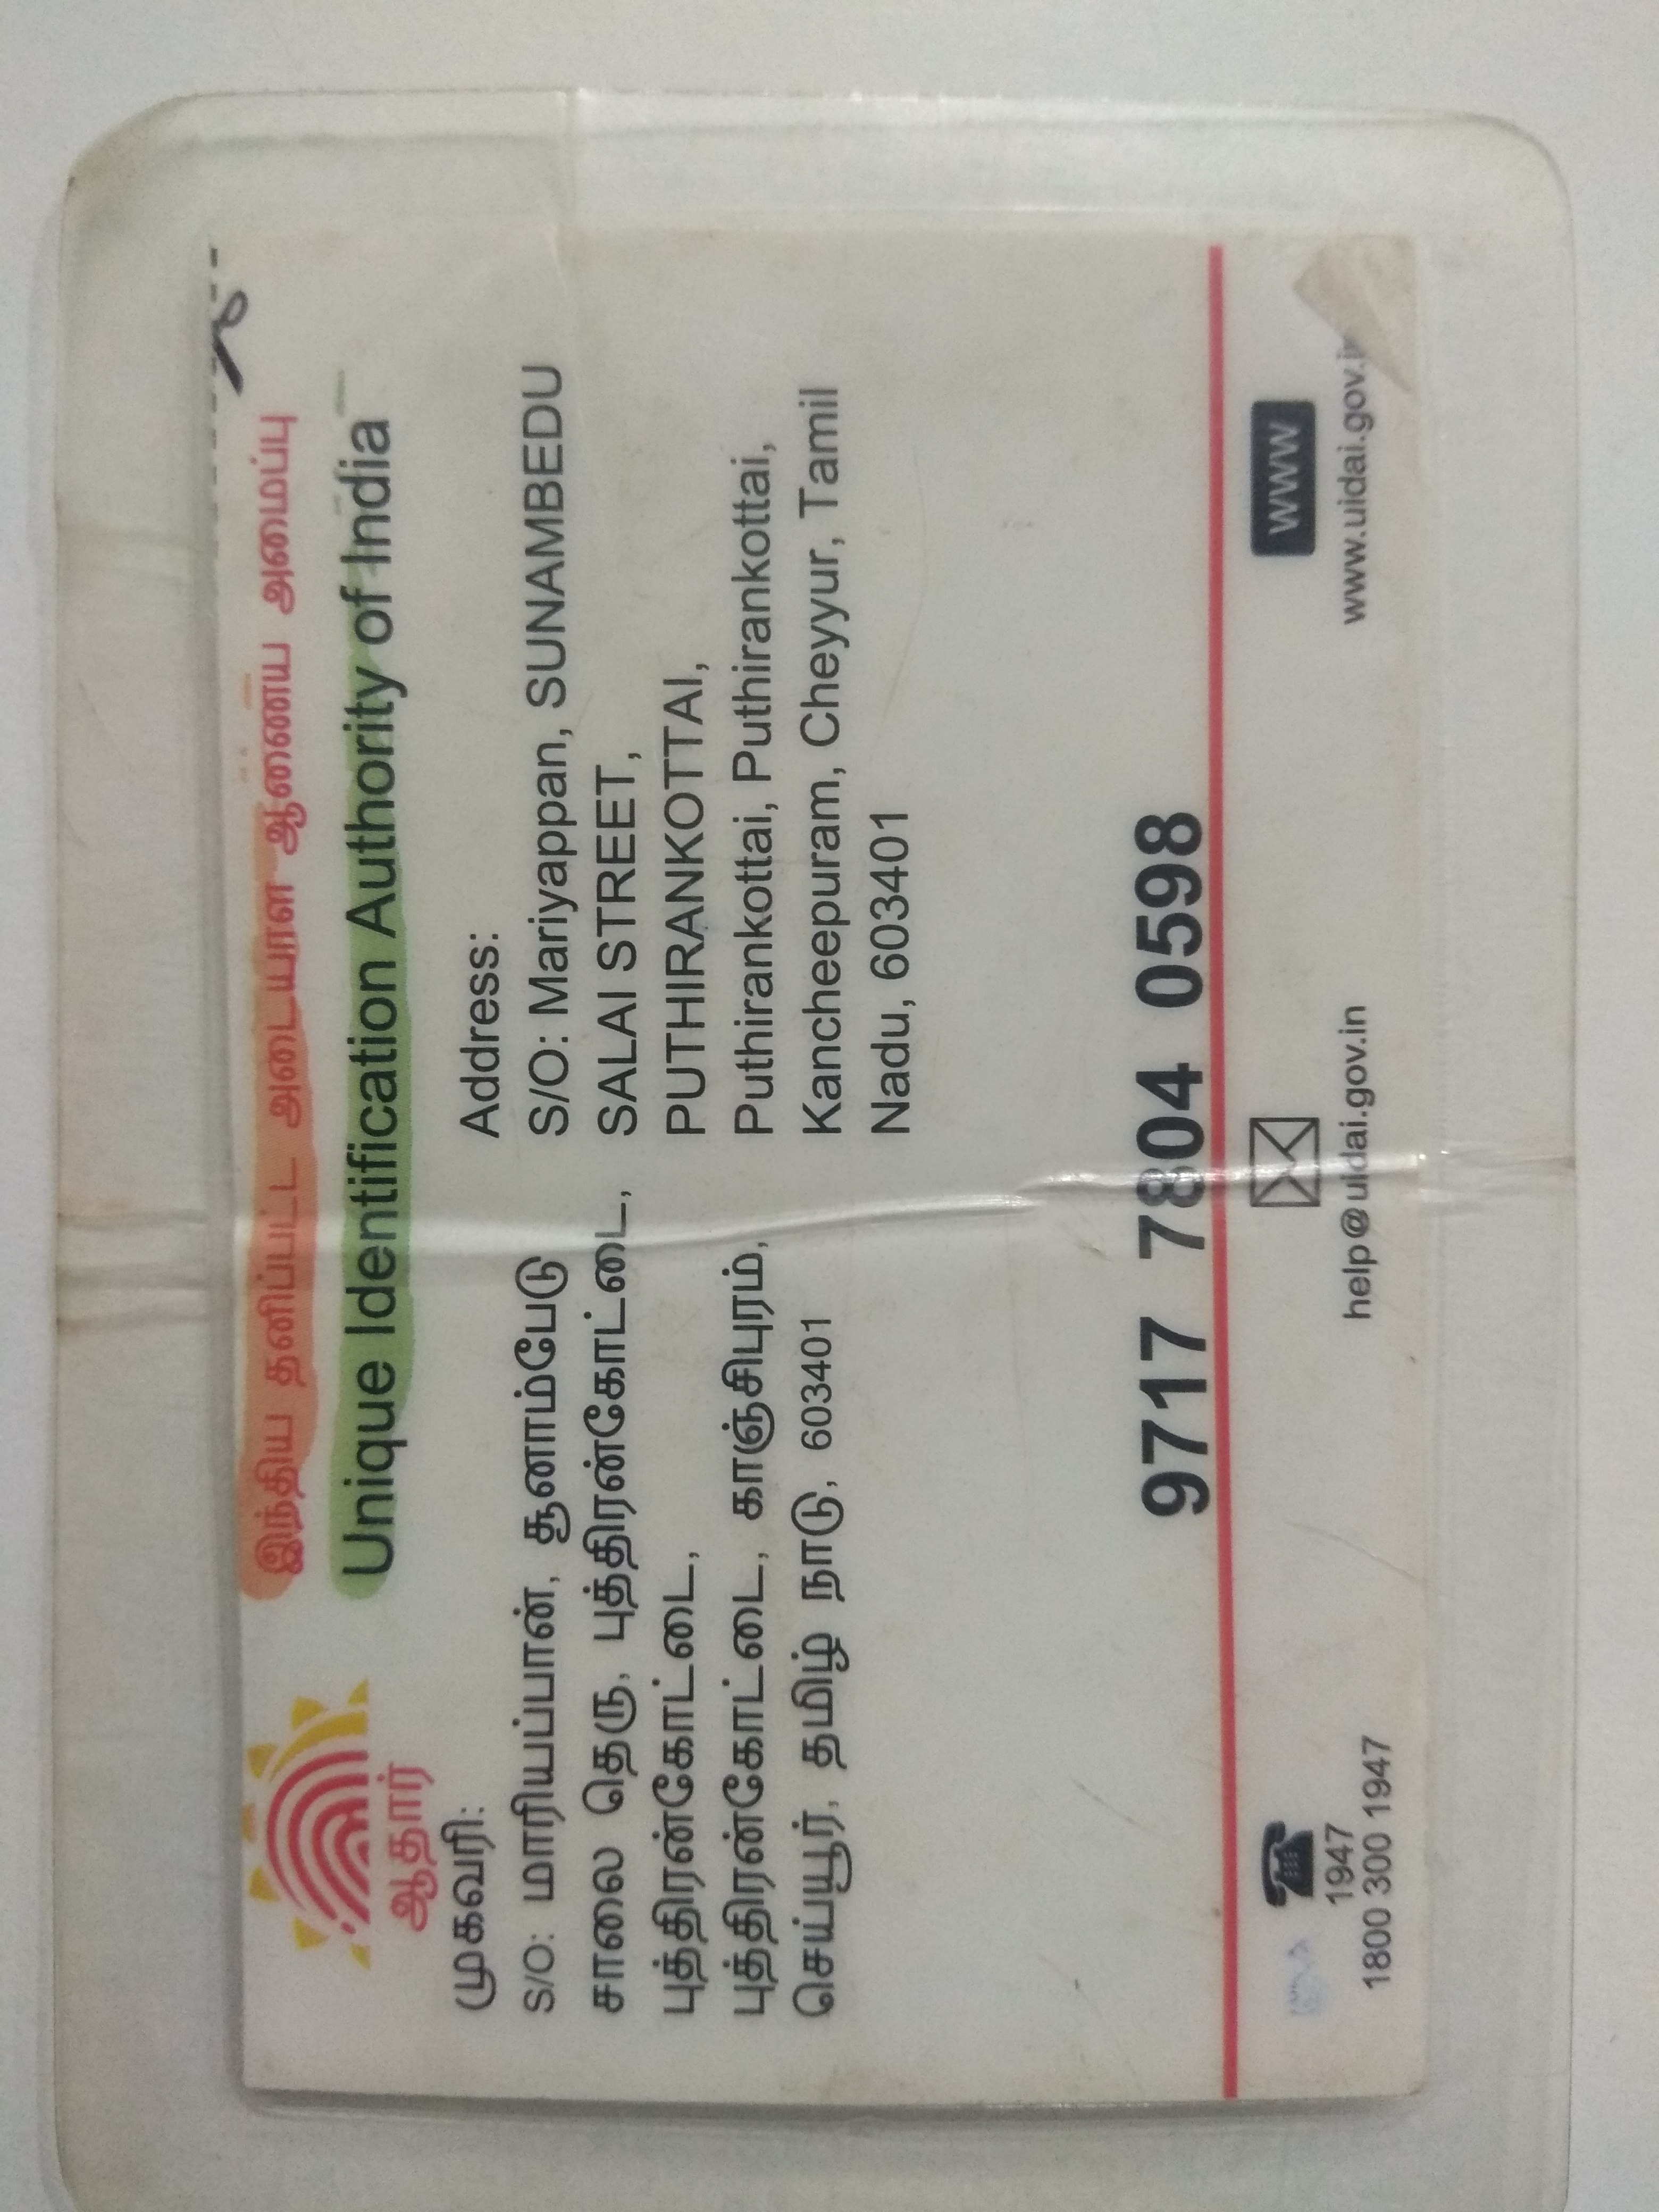 இந்திய தனிப்பட்ட அடையாள ஆணைய அமைப்பு
Unique Identification Authority of India
ஆதார்
முகவரி:
S/O: மாரியப்பான், சூனாம்பேடு
சாலை தெரு, புத்திரன்கோட்டை,
புத்திரன்கோட்டை,
புத்திரன்கோட்டை, காஞ்சிபுரம்,
செய்யூர், தமிழ் நாடு, 603401
Address:
S/O: Mariyappan, SUNAMBEDU
SALAI STREET,
PUTHIRANKOTTAI,
Puthirankottai, Puthirankottai,
Kancheepuram, Cheyyur, Tamil
Nadu, 603401
9717 7804 0598
1947
1800 300 1947
help@uidai.gov.in
WWW
www.uidai.gov.in